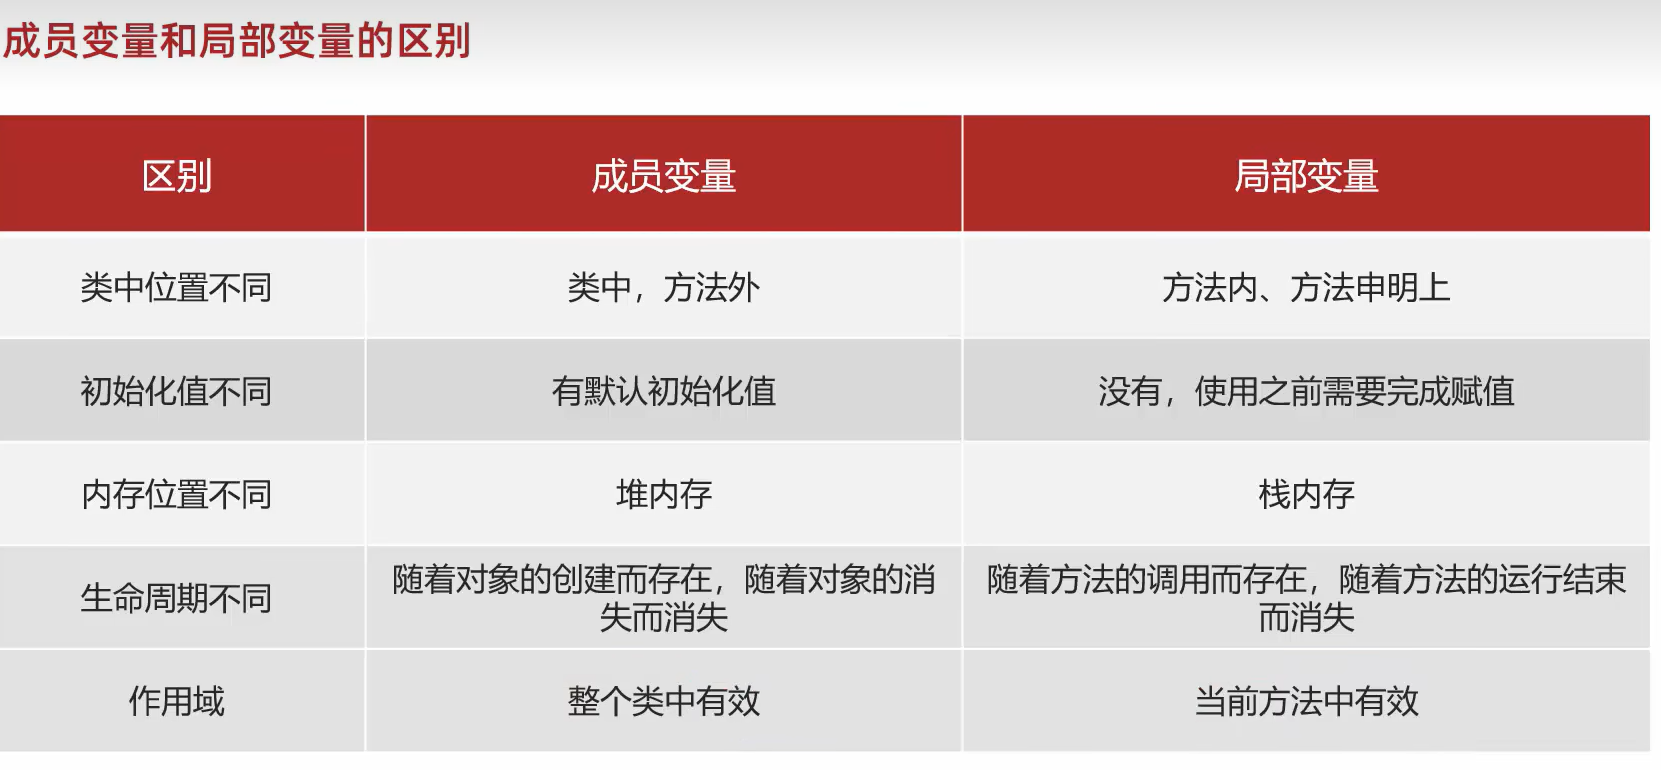 成员变量和局部变量的区别
区别 成员变量 局部变量
类中位置不同 类中，方法外 方法内、方法申明上
初始化值不同 有默认初始化值 没有，使用之前需要完成赋值
内存位置不同 堆内存 栈内存
生命周期不同 随着对象的创建而存在，随着对象的消 随着方法的调用而存在，随着方法的运行结束
失而消失 而消失
作用域 整个类中有效 当前方法中有效